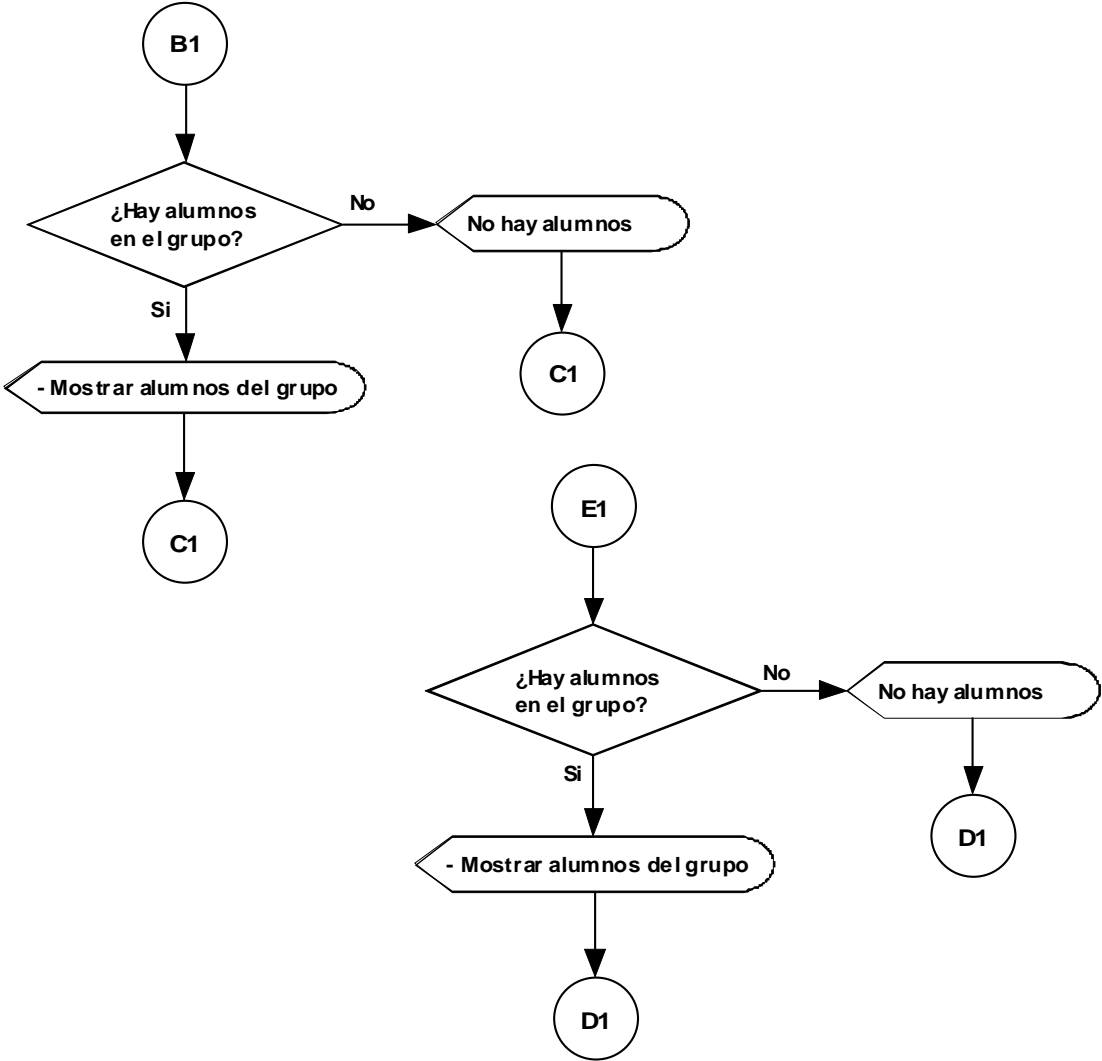 B1
¿Hay alumnos
en el grupo?
No
No hay alumnos
Si
C1
- Mostrar alumnos del grupo
C1
E1
¿Hay alumnos
en el grupo?
No
No hay alumnos
Si
D1
- Mostrar alumnos del grupo
D1